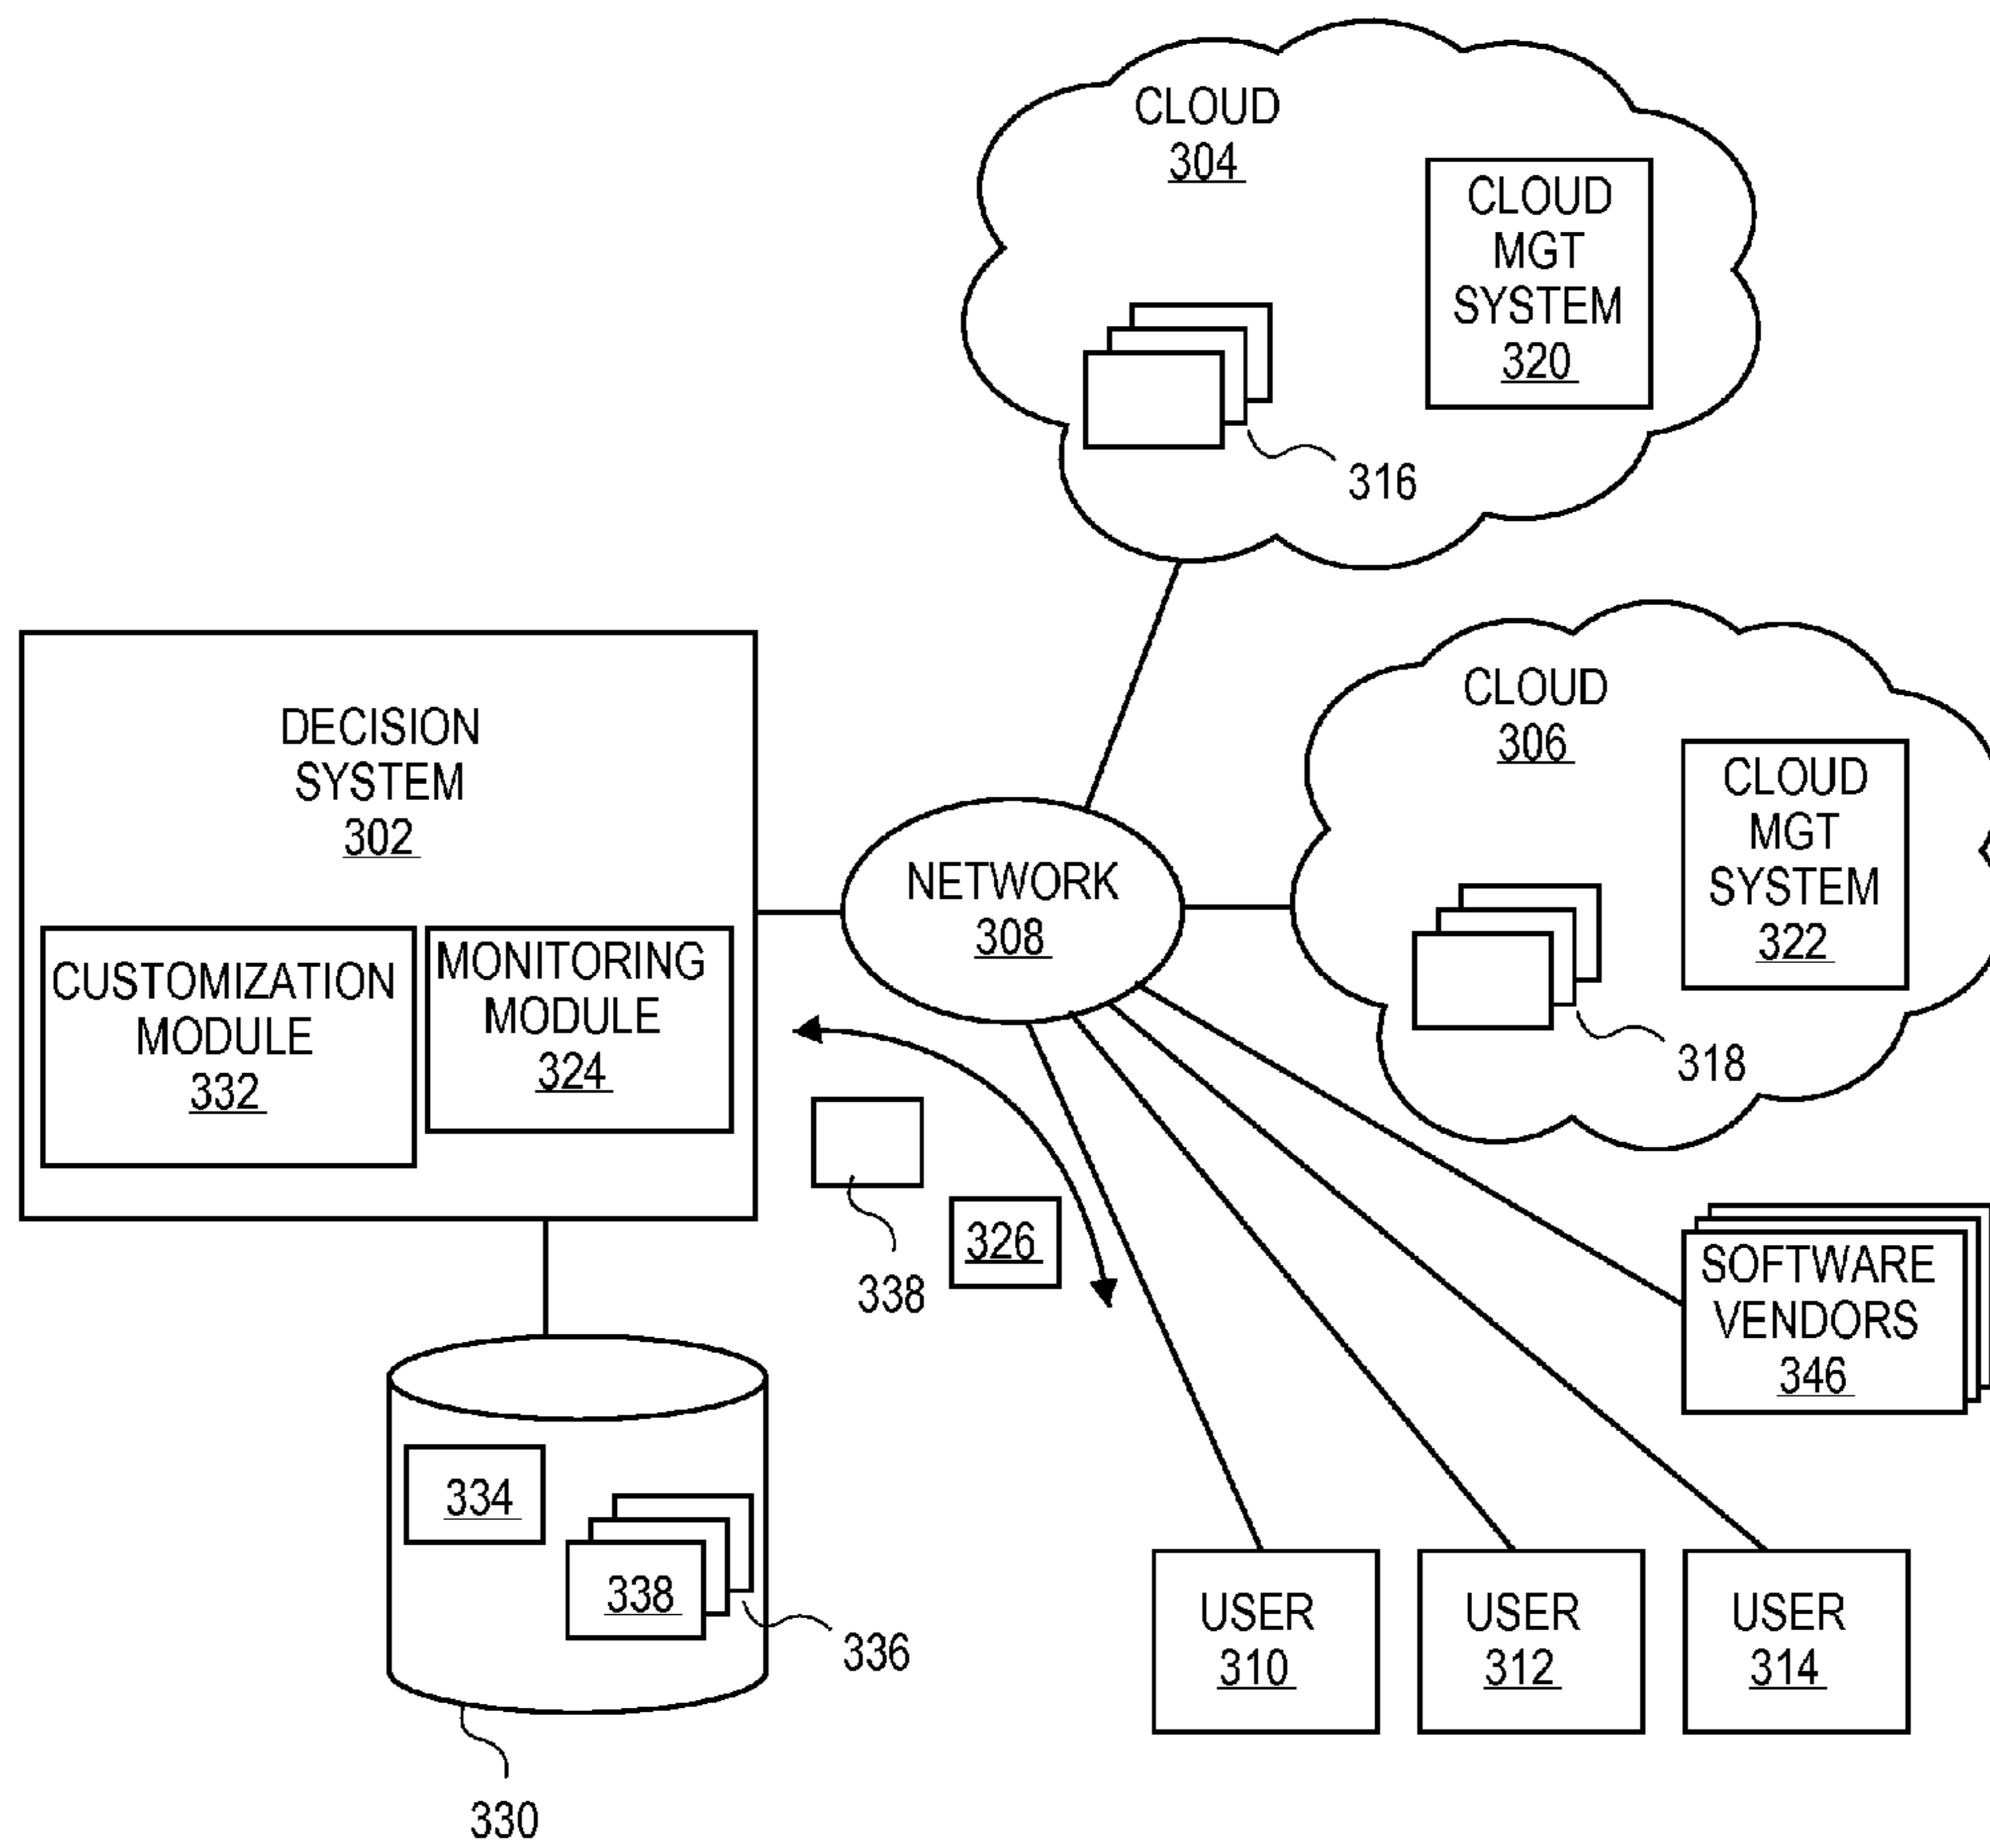 CLOUD
304
CLOUD
MGT
SYSTEM
320
316
DECISION
SYSTEM
302
CUSTOMIZATION
MODULE
332
MONITORING
MODULE
324
NETWORK
308
CLOUD
306
CLOUD
MGT
SYSTEM
322
318
338
326
SOFTWARE
VENDORS
346
334
338
336
330
USER
310
USER
312
USER
314